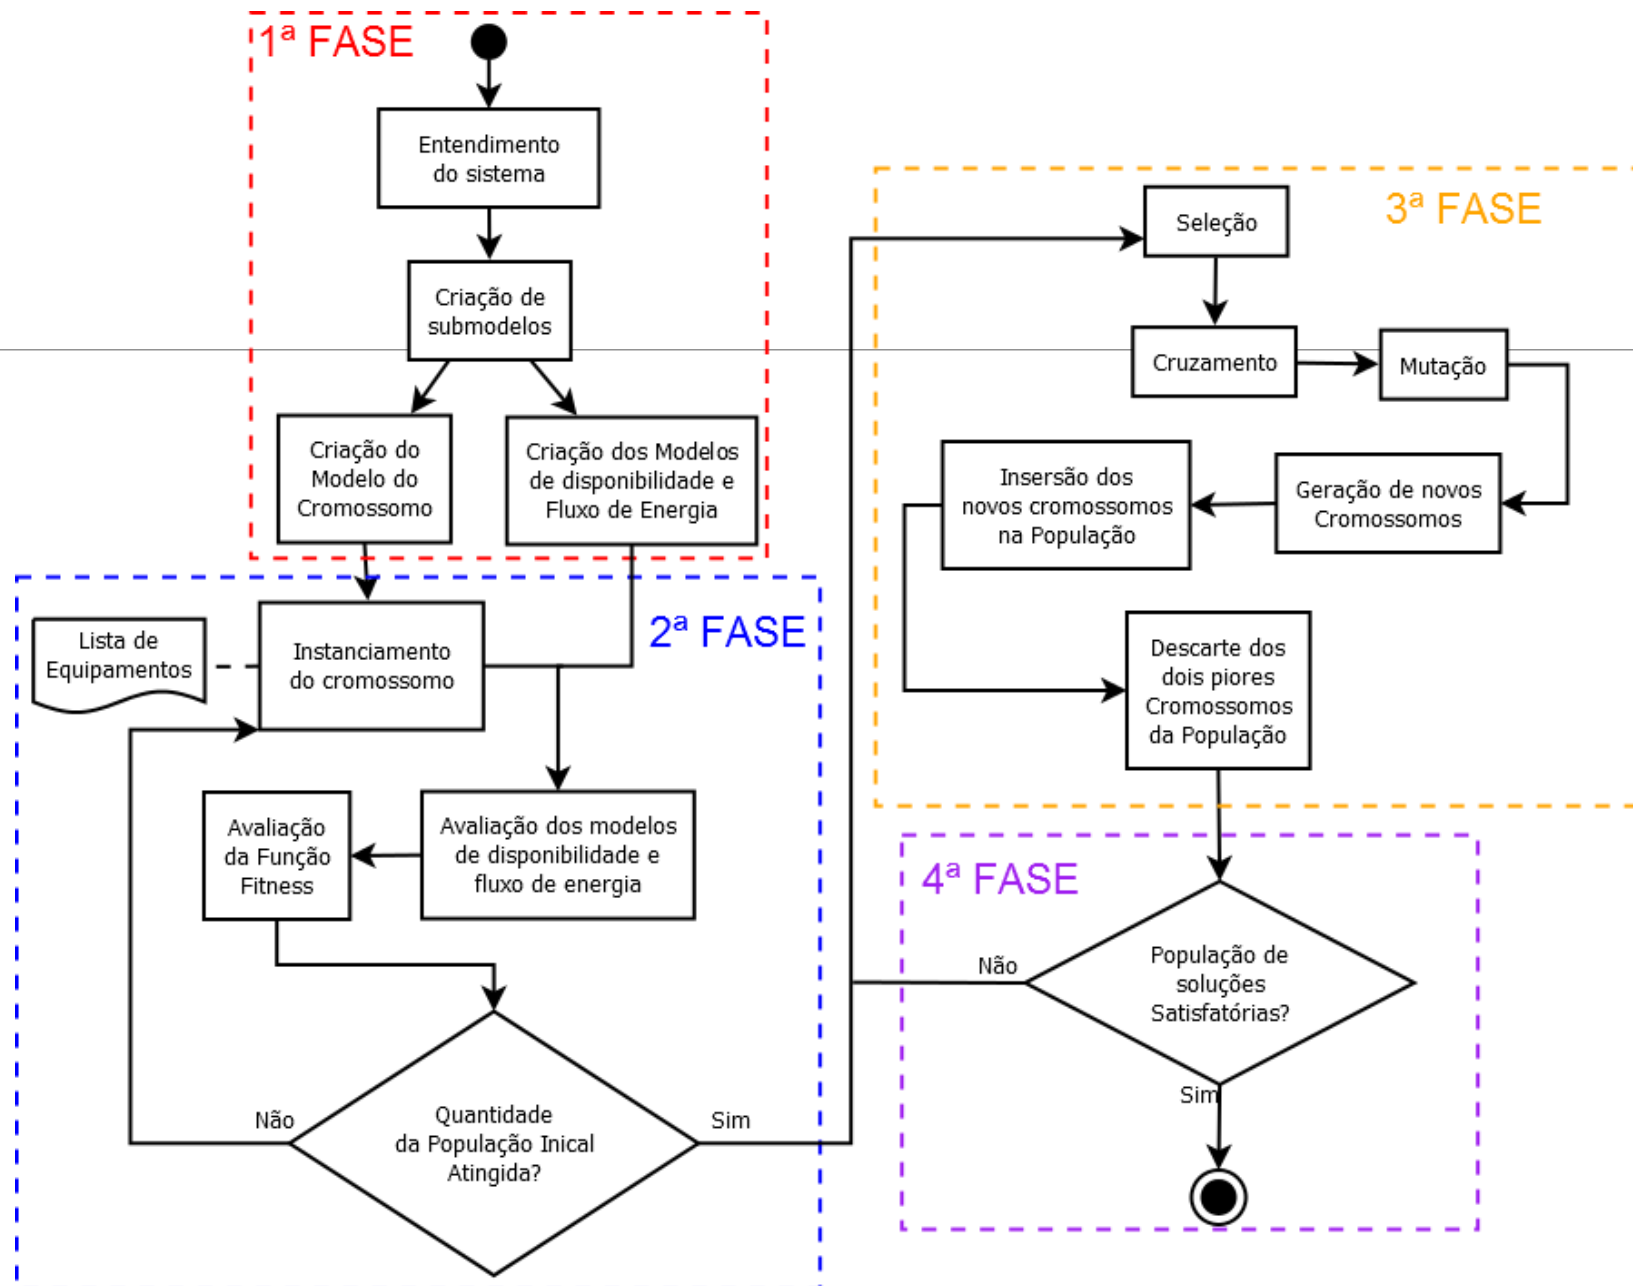 1ª FASE
Entendimento
do sistema
Criação de
submodelos
Criação do
Modelo do
Cromossomo
Criação dos Modelos
de disponibilidade e
Fluxo de Energia
2ª FASE
Lista de
Equipamentos
Instanciamento
do cromossomo
Avaliação dos modelos
de disponibilidade e
fluxo de energia
Avaliação
da Função
Fitness
Quantidade
da População Inical
Atingida?
Não
Sim
3ª FASE
Seleção
Cruzamento
Mutação
Geração de novos
Cromossomos
Insersão dos
novos cromossomos
na População
Descarte dos
dois piores
Cromossomos
da População
4ª FASE
População de
soluções
Satisfatórias?
Não
Sim